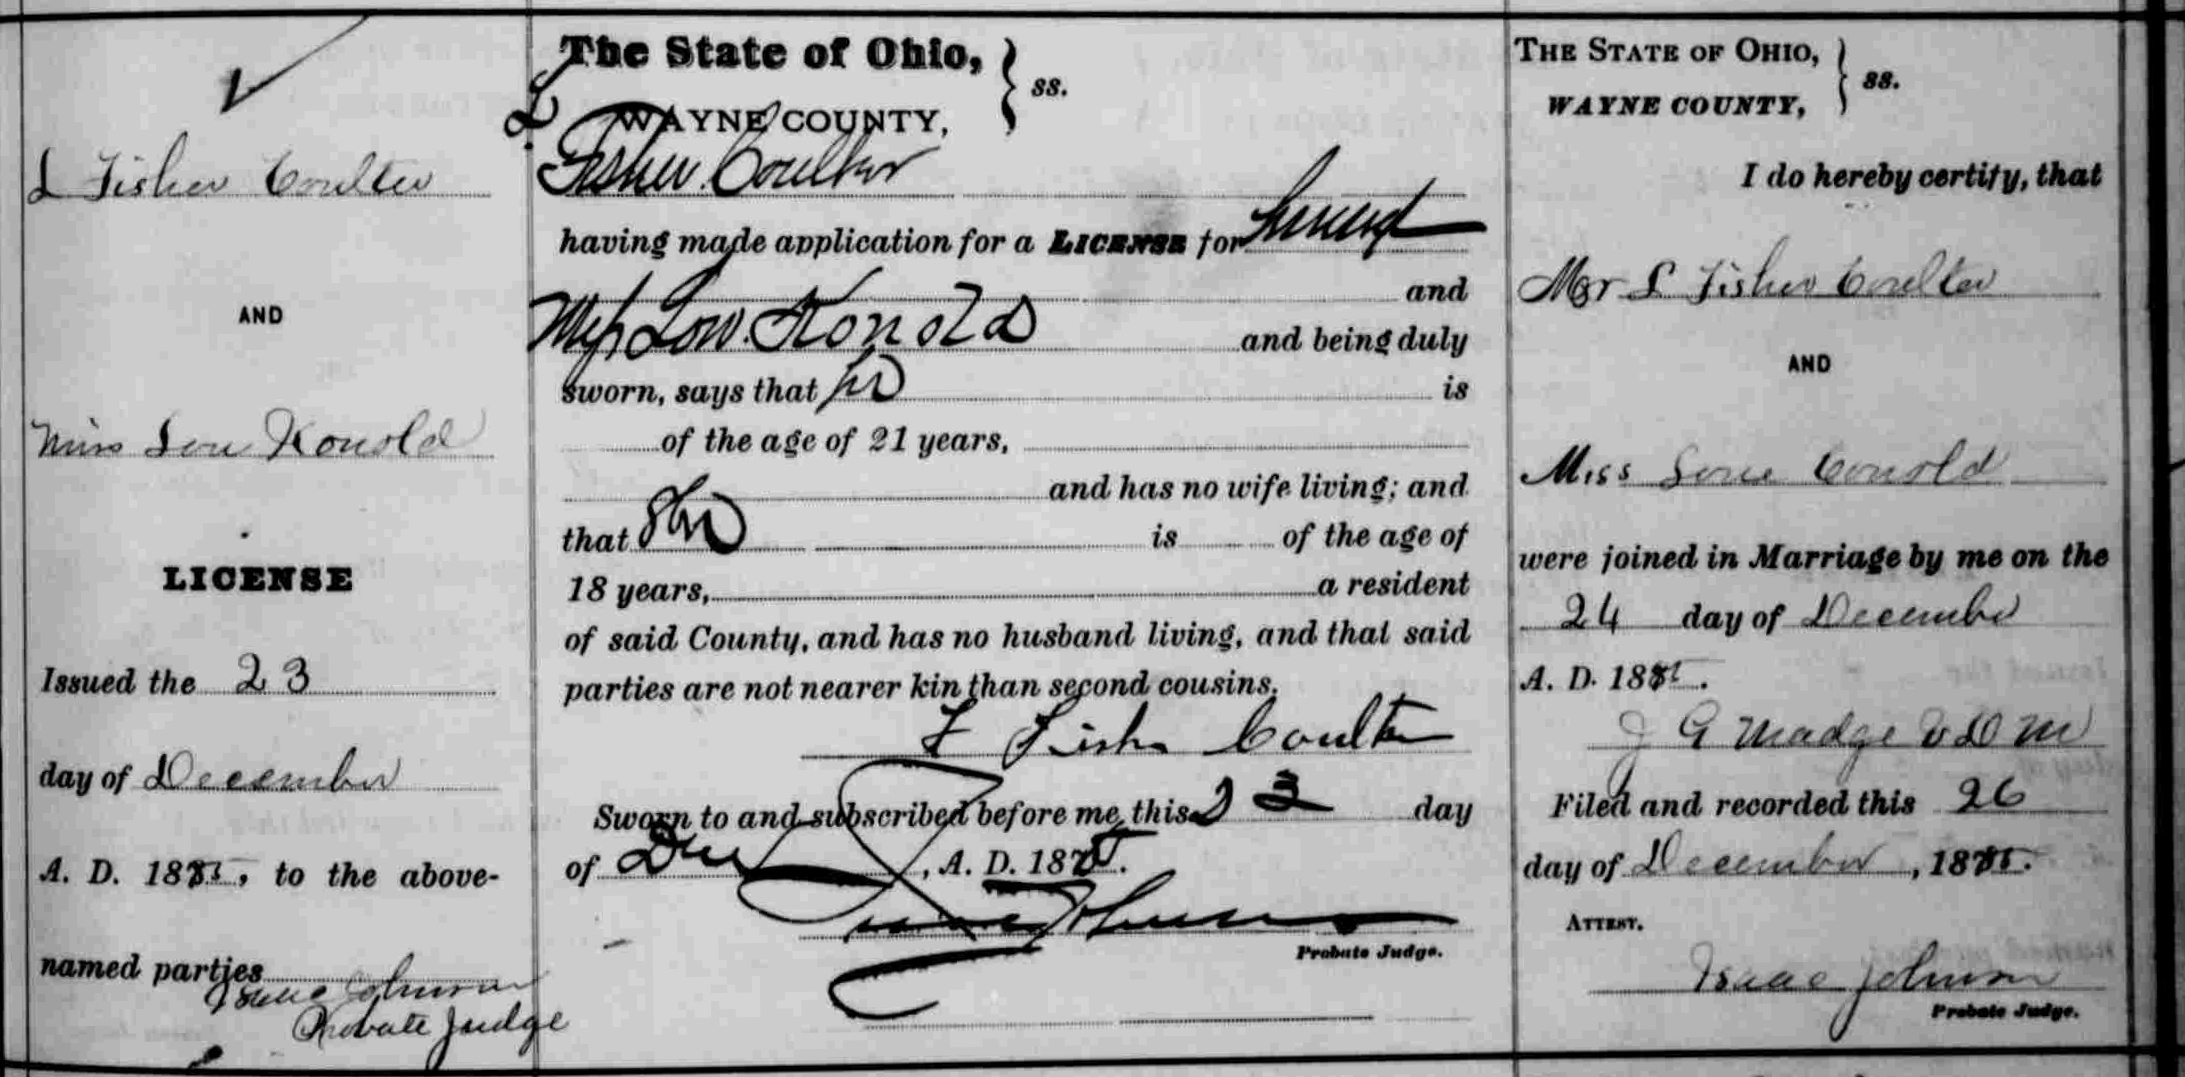 L Fisher Coulter
AND
Miss Lou Konold
LICENSE
Issued the 23
day of December
A. D. 188 , to the above-
named parties
Isaac Johnson
Probate Judge
The State of Ohio, } ss.
WAYNE COUNTY,
L. Fisher Coulter
having made application for a LICENSE for himself
and
Miss Lou. Konold and being duly
sworn, says that he is
of the age of 21 years,
and has no wife living; and
that She is of the age of
18 years, a resident
of said County, and has no husband living, and that said
parties are not nearer kin than second cousins.
L Fisher Coulter
Sworn to and subscribed before me, this 23 day
of Dec , A. D. 18 .
Isaac Johnson
Probate Judge.
THE STATE OF OHIO, } ss.
WAYNE COUNTY,
I do hereby certify, that
Mr L Fisher Coulter
AND
Miss Loue Conold
were joined in Marriage by me on the
24 day of December
A. D. 188 .
J G Madge V D M
Filed and recorded this 26
day of December , 18 .
ATTEST.
Isaac Johnson
Probate Judge.